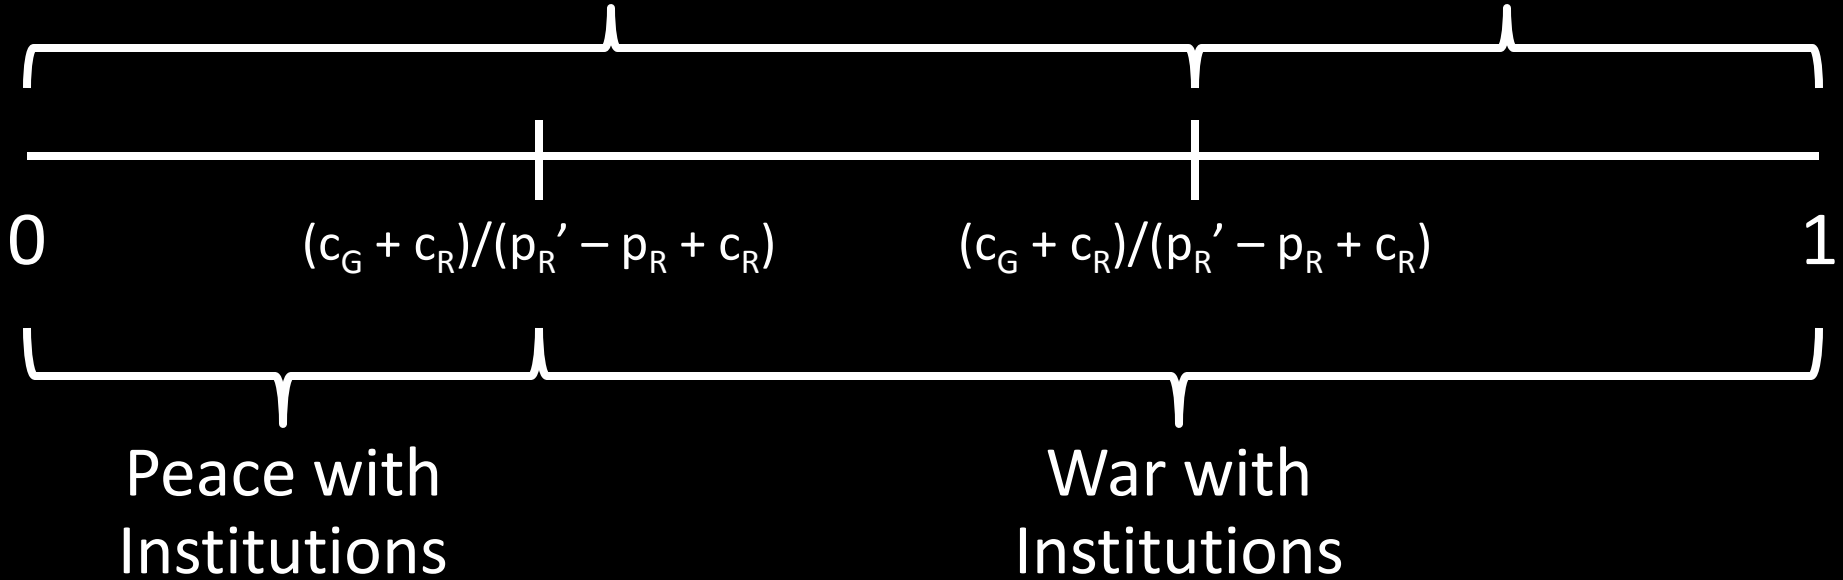 0
(c_G + c_R)/(p_R’ – p_R + c_R)
(c_G + c_R)/(p_R’ – p_R + c_R)
1
Peace with
Institutions
War with
Institutions